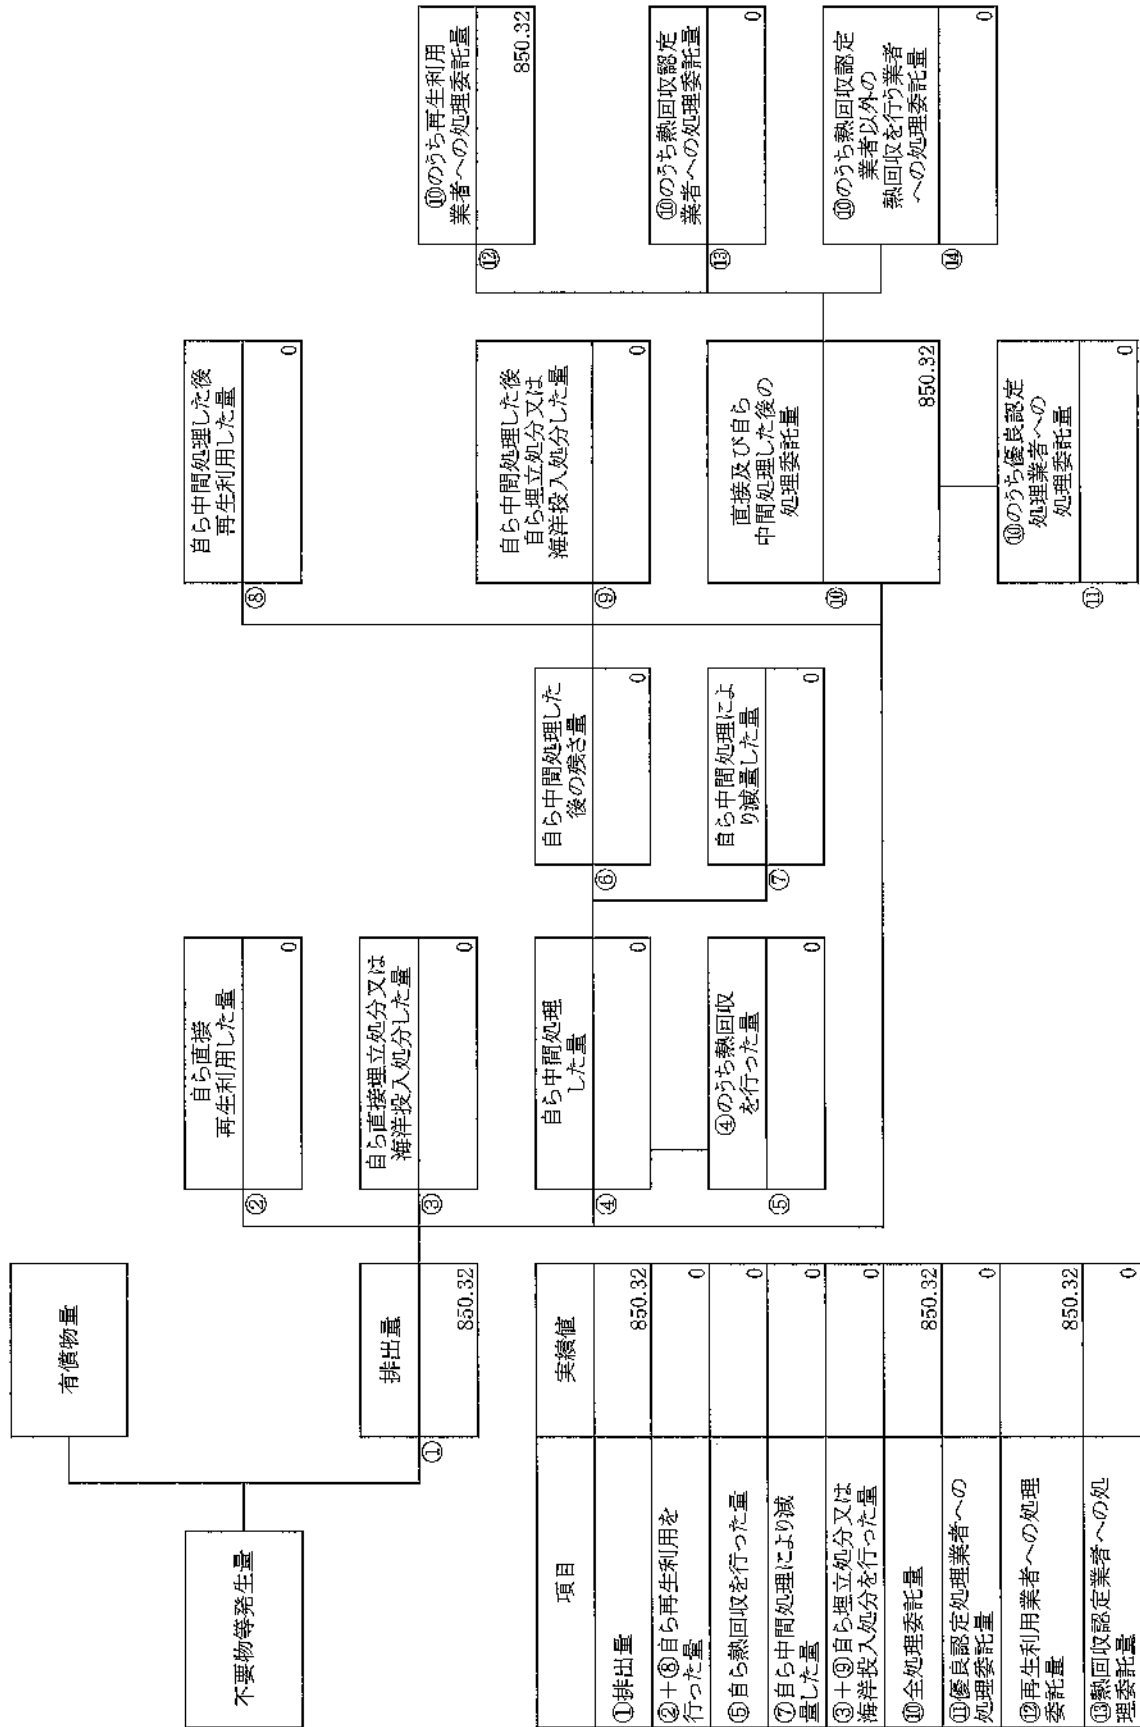 不要物等発生量
有償物量
①
排出量
850.32
②
自ら直接
再生利用した量
0
③
自ら直接埋立処分又は
海洋投入処分した量
0
④
自ら中間処理
した量
0
⑤
④のうち熱回収
を行った量
0
⑥
自ら中間処理した
後の残さ量
0
⑦
自ら中間処理によ
り減量した量
0
⑧
自ら中間処理した後
再生利用した量
0
⑨
自ら中間処理した後
自ら埋立処分又は
海洋投入処分した量
0
⑩
直接及び自ら
中間処理した後の
処理委託量
850.32
⑪
⑩のうち優良認定
処理業者への
処理委託量
0
⑫
⑩のうち再生利用
業者への処理委託量
850.32
⑬
⑩のうち熱回収認定
業者への処理委託量
0
⑭
⑩のうち熱回収認定
業者以外の
熱回収を行う業者
への処理委託量
0
項目 実績値
①排出量 850.32
②+⑧自ら再生利用を
行った量 0
⑤自ら熱回収を行った量 0
⑦自ら中間処理により減
量した量 0
③+⑨自ら埋立処分又は
海洋投入処分を行った量 0
⑩全処理委託量 850.32
⑪優良認定処理業者への
処理委託量 0
⑫再生利用業者への処理
委託量 850.32
⑬熱回収認定業者への処
理委託量 0